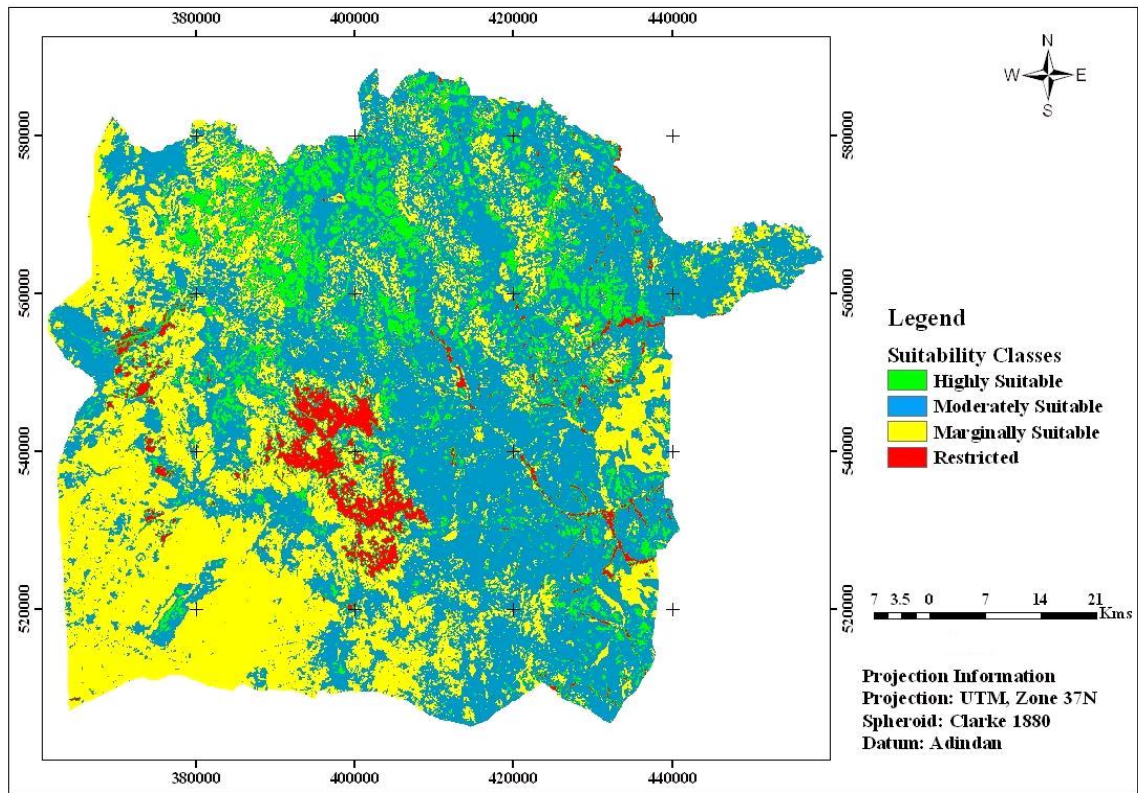 380000 400000 420000 440000
N
W E
S
580000 580000
560000 560000
540000 540000
520000 520000
Legend
Suitability Classes
Highly Suitable
Moderately Suitable
Marginally Suitable
Restricted
7 3.5 0 7 14 21
Kms
Projection Information
Projection: UTM, Zone 37N
Spheroid: Clarke 1880
Datum: Adindan
380000 400000 420000 440000